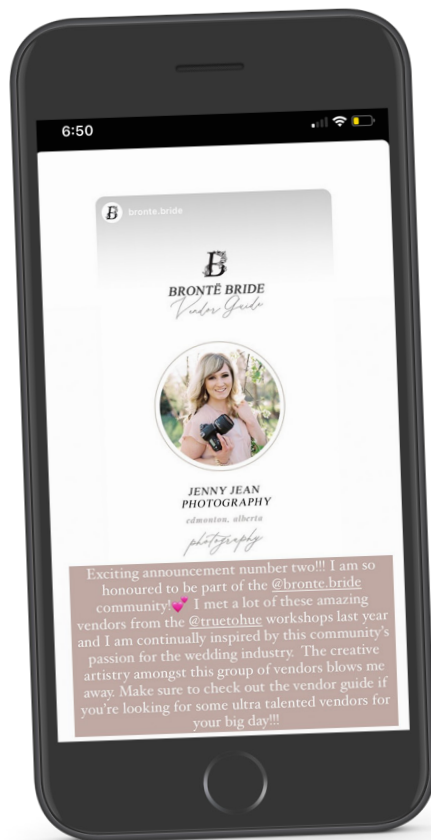 6:50
B bronte.bride
B
BRONTË BRIDE
Vendor Guide
JENNY JEAN
PHOTOGRAPHY
edmonton, alberta
photography
Exciting announcement number two!!! I am so
honoured to be part of the @bronte.bride
community!💕 I met a lot of these amazing
vendors from the @truetohue workshops last year
and I am continually inspired by this community's
passion for the wedding industry. The creative
artistry amongst this group of vendors blows me
away. Make sure to check out the vendor guide if
you're looking for some ultra talented vendors for
your big day!!!